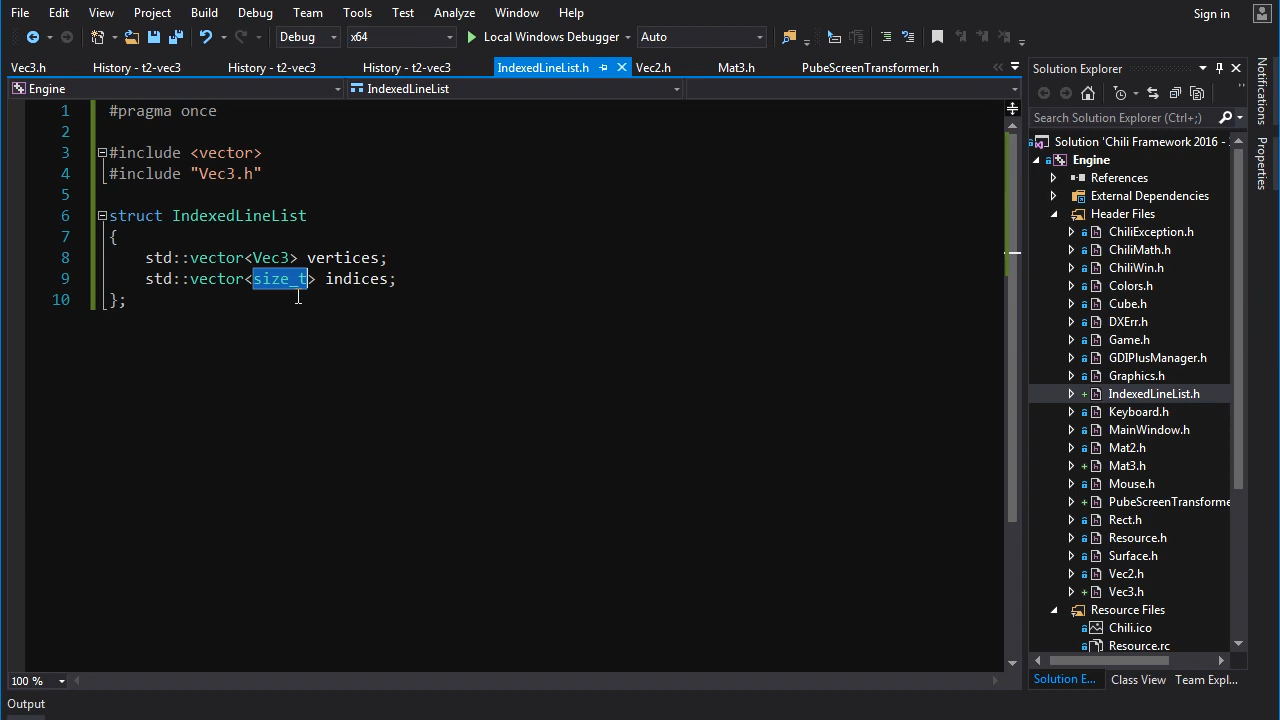 File Edit View Project Build Debug Team Tools Test Analyze Window Help Sign in
Debug x64 Local Windows Debugger Auto
Vec3.h History - t2-vec3 History - t2-vec3 History - t2-vec3 IndexedLineList.h Vec2.h Mat3.h PubeScreenTransformer.h
Engine IndexedLineList
1 #pragma once
2
3 #include <vector>
4 #include "Vec3.h"
5
6 struct IndexedLineList
7 {
8 std::vector<Vec3> vertices;
9 std::vector<size_t> indices;
10 };
100 %
Output
Solution Explorer
Search Solution Explorer (Ctrl+;)
Solution 'Chili Framework 2016 -
Engine
References
External Dependencies
Header Files
ChiliException.h
ChiliMath.h
ChiliWin.h
Colors.h
Cube.h
DXErr.h
Game.h
GDIPlusManager.h
Graphics.h
IndexedLineList.h
Keyboard.h
MainWindow.h
Mat2.h
Mat3.h
Mouse.h
PubeScreenTransforme
Rect.h
Resource.h
Surface.h
Vec2.h
Vec3.h
Resource Files
Chili.ico
Resource.rc
Solution E... Class View Team Expl...
Notifications
Properties